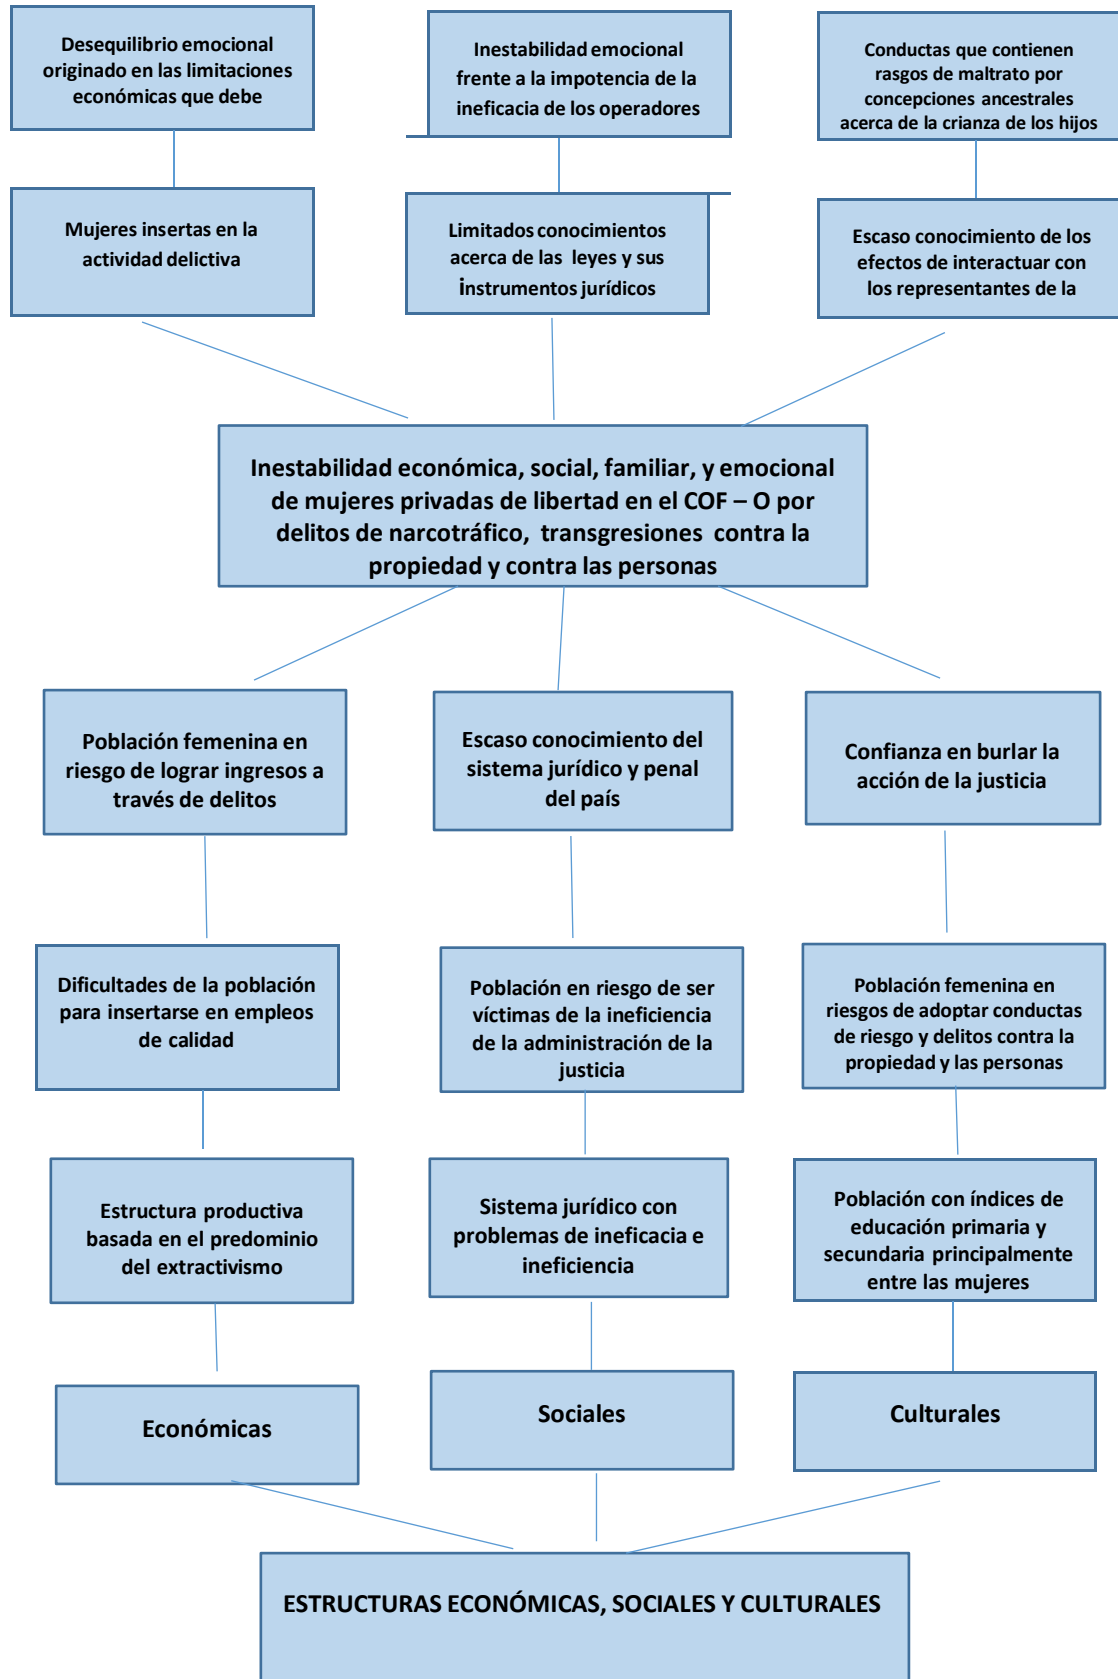 Desequilibrio emocional
originado en las limitaciones
económicas que debe
Inestabilidad emocional
frente a la impotencia de la
ineficacia de los operadores
Conductas que contienen
rasgos de maltrato por
concepciones ancestrales
acerca de la crianza de los hijos
Mujeres insertas en la
actividad delictiva
Limitados conocimientos
acerca de las leyes y sus
instrumentos jurídicos
Escaso conocimiento de los
efectos de interactuar con
los representantes de la
Inestabilidad económica, social, familiar, y emocional
de mujeres privadas de libertad en el COF – O por
delitos de narcotráfico, transgresiones contra la
propiedad y contra las personas
Población femenina en
riesgo de lograr ingresos a
través de delitos
Escaso conocimiento del
sistema jurídico y penal
del país
Confianza en burlar la
acción de la justicia
Dificultades de la población
para insertarse en empleos
de calidad
Población en riesgo de ser
víctimas de la ineficiencia
de la administración de la
justicia
Población femenina en
riesgos de adoptar conductas
de riesgo y delitos contra la
propiedad y las personas
Estructura productiva
basada en el predominio
del extractivismo
Sistema jurídico con
problemas de ineficacia e
ineficiencia
Población con índices de
educación primaria y
secundaria principalmente
entre las mujeres
Económicas
Sociales
Culturales
ESTRUCTURAS ECONÓMICAS, SOCIALES Y CULTURALES